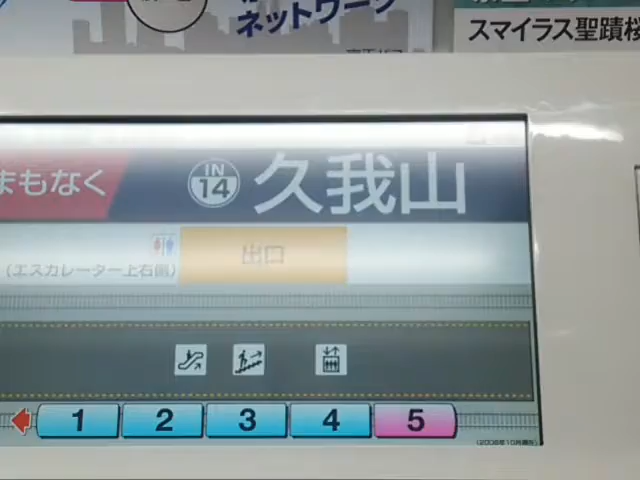 ネットワーク
スマイラス聖蹟桜
まもなく
IN
14
久我山
(エスカレーター上右側)
出口
1 2 3 4 5